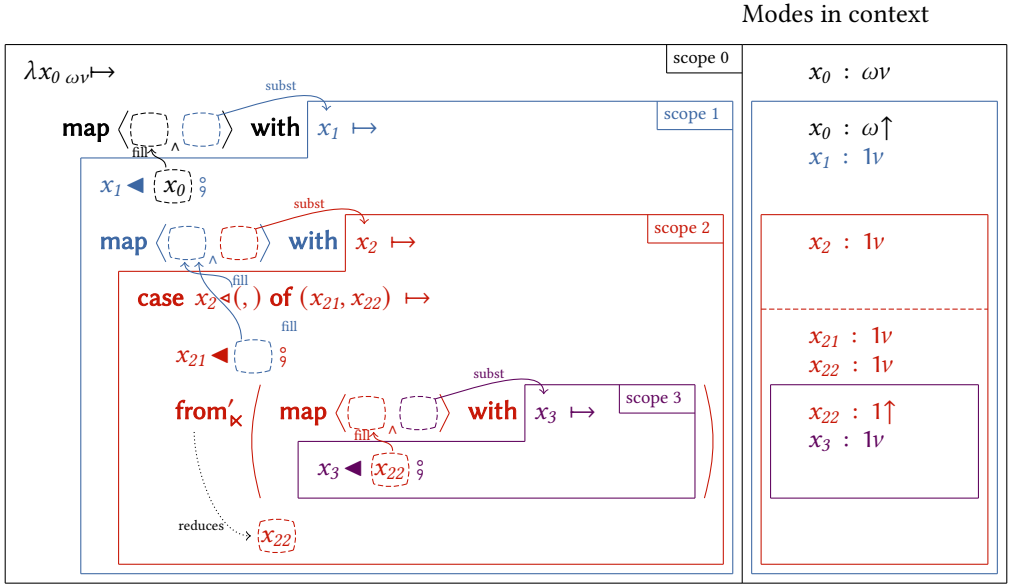 Modes in context
scope 0
λx₀ ων↦
x₀ : ων
subst
scope 1
map ⟨ ∧ ⟩ with x₁ ↦
x₀ : ω↑
fill
x₁ : 1ν
x₁ ◀ x₀ ⨟
subst
scope 2
map ⟨ ∧ ⟩ with x₂ ↦
x₂ : 1ν
fill
case x₂ ◃ (,) of (x₂₁, x₂₂) ↦
fill
x₂₁ : 1ν
x₂₁ ◀ ⨟
x₂₂ : 1ν
subst
scope 3
from′⋉ ( map ⟨ ∧ ⟩ with x₃ ↦ )
x₂₂ : 1↑
fill
x₃ : 1ν
x₃ ◀ x₂₂ ⨟
reduces
x₂₂